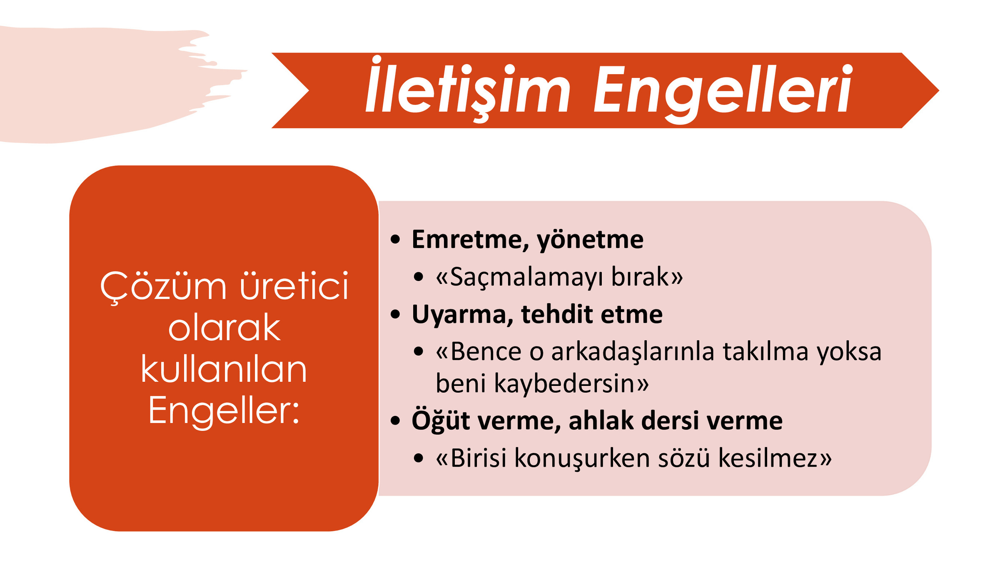 İletişim Engelleri
Çözüm üretici
olarak
kullanılan
Engeller:
• Emretme, yönetme
• «Saçmalamayı bırak»
• Uyarma, tehdit etme
• «Bence o arkadaşlarınla takılma yoksa
beni kaybedersin»
• Öğüt verme, ahlak dersi verme
• «Birisi konuşurken sözü kesilmez»